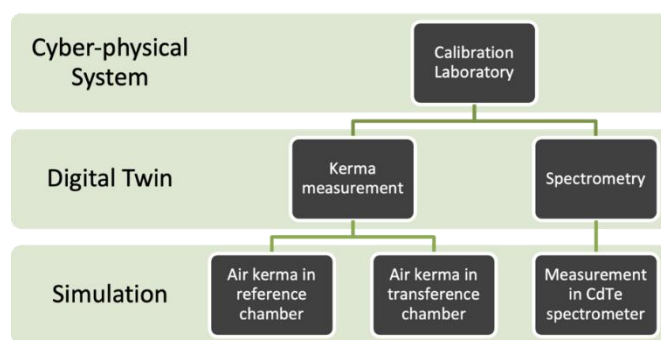 Cyber-physical
System
Calibration
Laboratory
Digital Twin
Kerma
measurement
Spectrometry
Simulation
Air kerma in
reference
chamber
Air kerma in
transference
chamber
Measurement
in CdTe
spectrometer